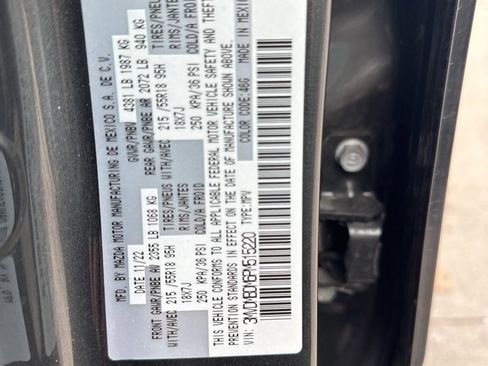 MFD. BY MAZDA MOTOR MANUFACTURING DE MEXICO S.A. DE C.V.
DATE 11/22 GVWR/PNBV 4381 LB 1987 KG
FRONT GAWR/PNBE AV 2355 LB 1068 KG REAR GAWR/PNBE AR 2072 LB 940 KG
TIRES/PNEUS WITH/AVEC 215 /55R18 95H TIRES/PNEUS WITH/AVEC 215 /55R18 95H
RIMS/JANTES 18X7J RIMS/JANTES 18X7J
COLD/A FROID 250 KPA/36 PSI COLD/A FROID 250 KPA/36 PSI
THIS VEHICLE CONFORMS TO ALL APPLICABLE FEDERAL MOTOR VEHICLE SAFETY AND THEFT
PREVENTION STANDARDS IN EFFECT ON THE DATE OF MANUFACTURE SHOWN ABOVE.
VIN: TYPE:MPV COLOR CODE:46G